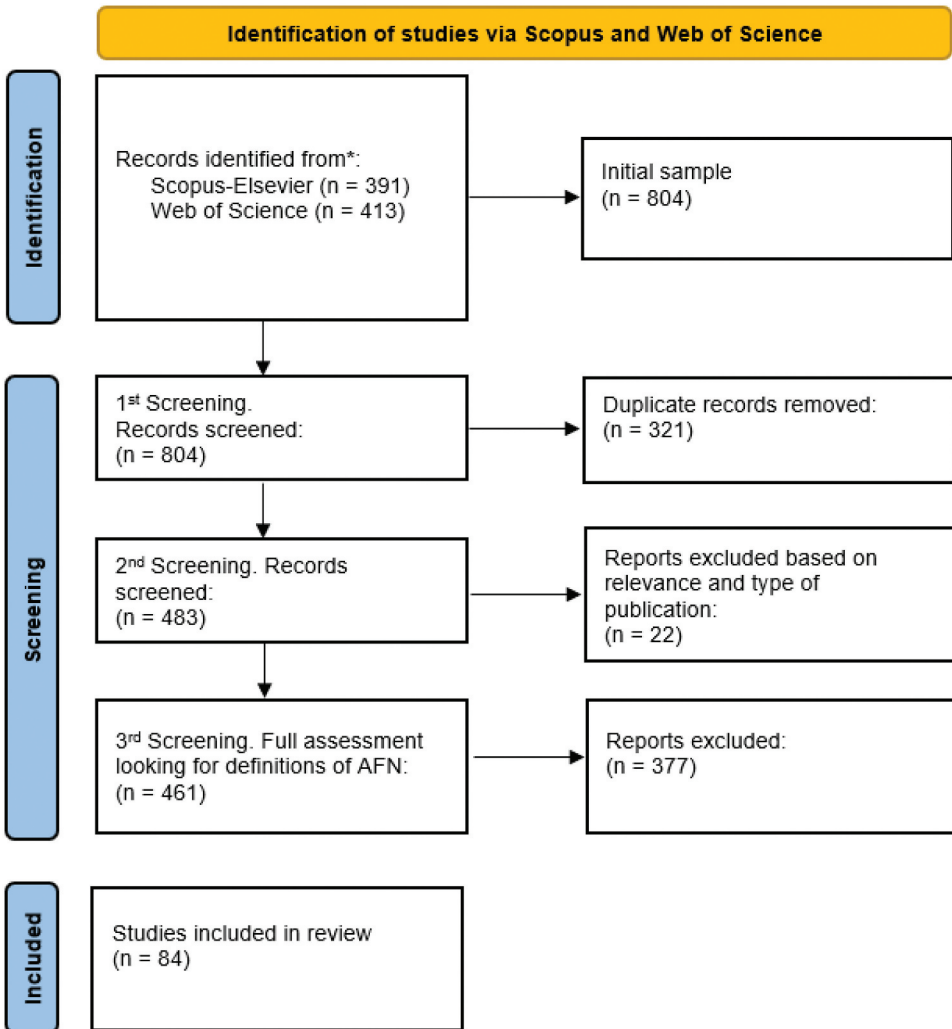 Identification of studies via Scopus and Web of Science
Identification
Records identified from*:
Scopus-Elsevier (n = 391)
Web of Science (n = 413)
Initial sample
(n = 804)
Screening
1st Screening.
Records screened:
(n = 804)
Duplicate records removed:
(n = 321)
2nd Screening. Records
screened:
(n = 483)
Reports excluded based on
relevance and type of
publication:
(n = 22)
3rd Screening. Full assessment
looking for definitions of AFN:
(n = 461)
Reports excluded:
(n = 377)
Included
Studies included in review
(n = 84)